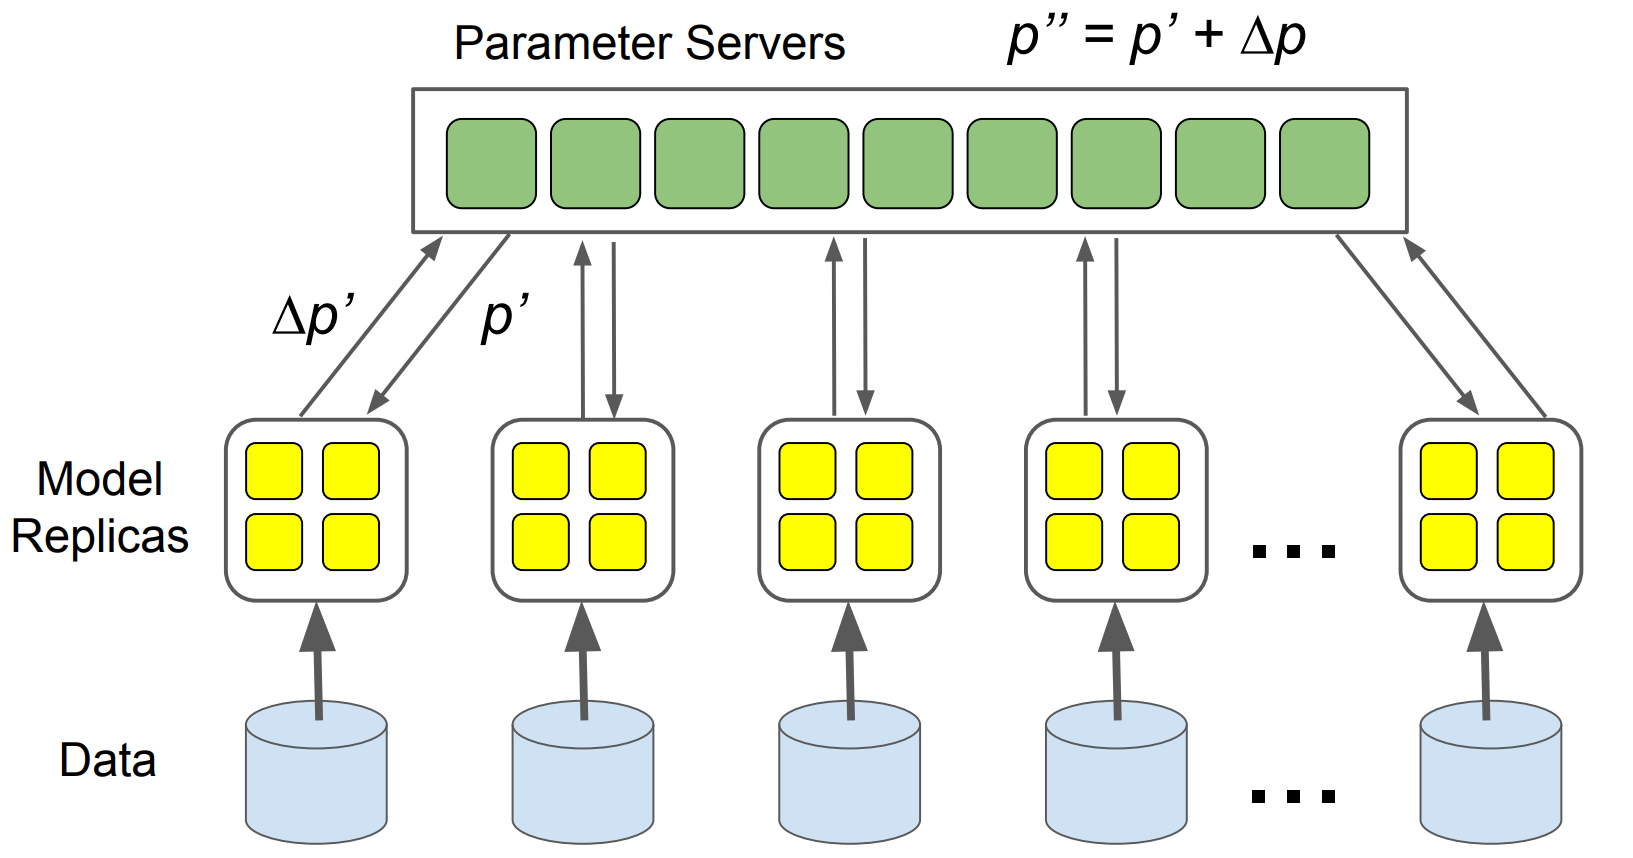 Parameter Servers
p’’ = p’ + Δp
Δp’
p’
Model
Replicas
. . .
Data
. . .